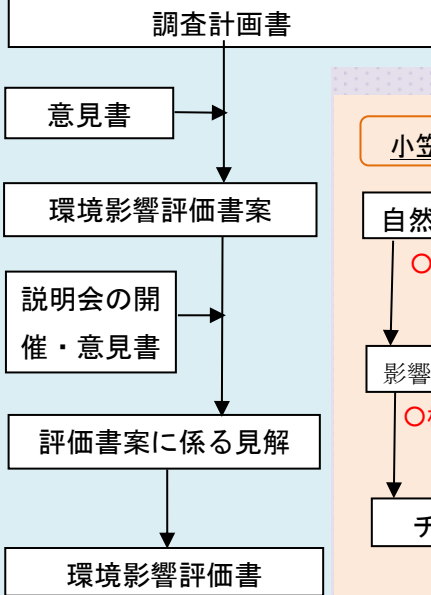 調査計画書
意見書
環境影響評価書案
説明会の開
催・意見書
評価書案に係る見解
環境影響評価書
小笠
自然
〇
影響
〇
チ